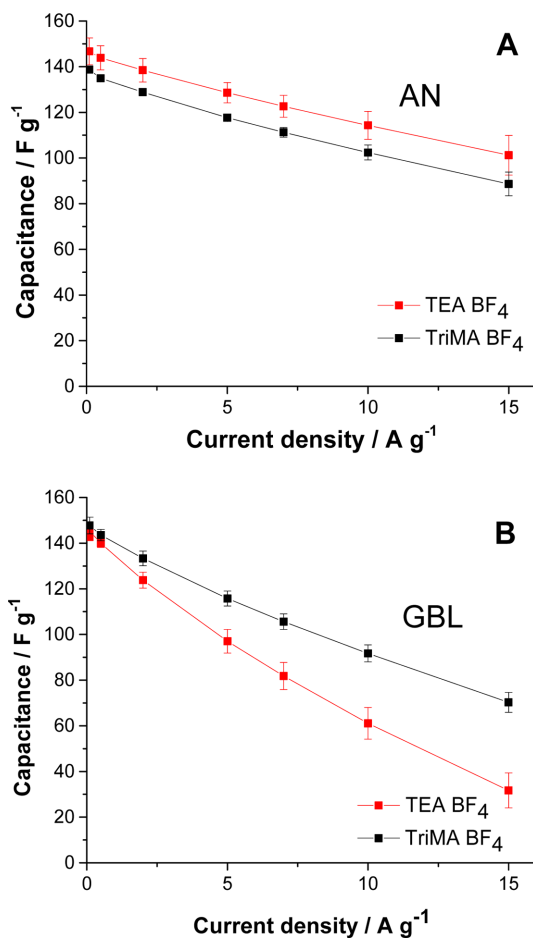 A
AN
Capacitance / F g⁻¹
160
140
120
100
80
60
40
20
0
TEA BF₄
TriMA BF₄
0
5
10
15
Current density / A g⁻¹
B
GBL
Capacitance / F g⁻¹
160
140
120
100
80
60
40
20
0
TEA BF₄
TriMA BF₄
0
5
10
15
Current density / A g⁻¹